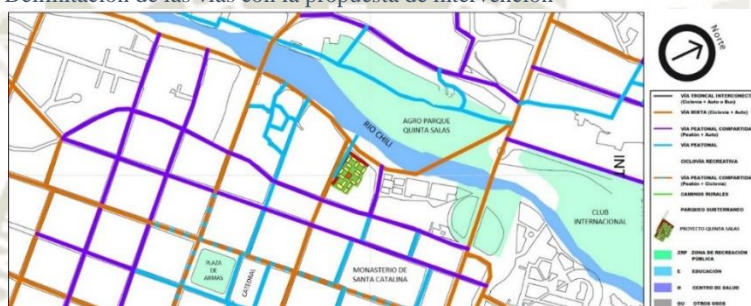 Delimitación de las vías con la propuesta de intervención
Norte
AGRO PARQUE
QUINTA SALAS
RIO CHILI
CLUB
INTERNACIONAL
INT
PLAZA
DE
ARMAS
CATEDRAL
MONASTERIO DE
SANTA CATALINA
VÍA TRONCAL INTERCONECT
(Ciclovía + Auto o Bus)
VÍA MIXTA (Ciclovía + Auto)
VÍA PEATONAL COMPARTIDA
(Peatón + Auto)
VÍA PEATONAL
CICLOVÍA RECREATIVA
VÍA PEATONAL COMPARTIDA
(Peatón + Ciclovía)
CAMINOS RURALES
PARQUEO SUBTERRANEO
PROYECTO QUINTA SALAS
ZRP ZONA DE RECREACIÓN
PÚBLICA
E EDUCACIÓN
H CENTRO DE SALUD
OU OTROS USOS